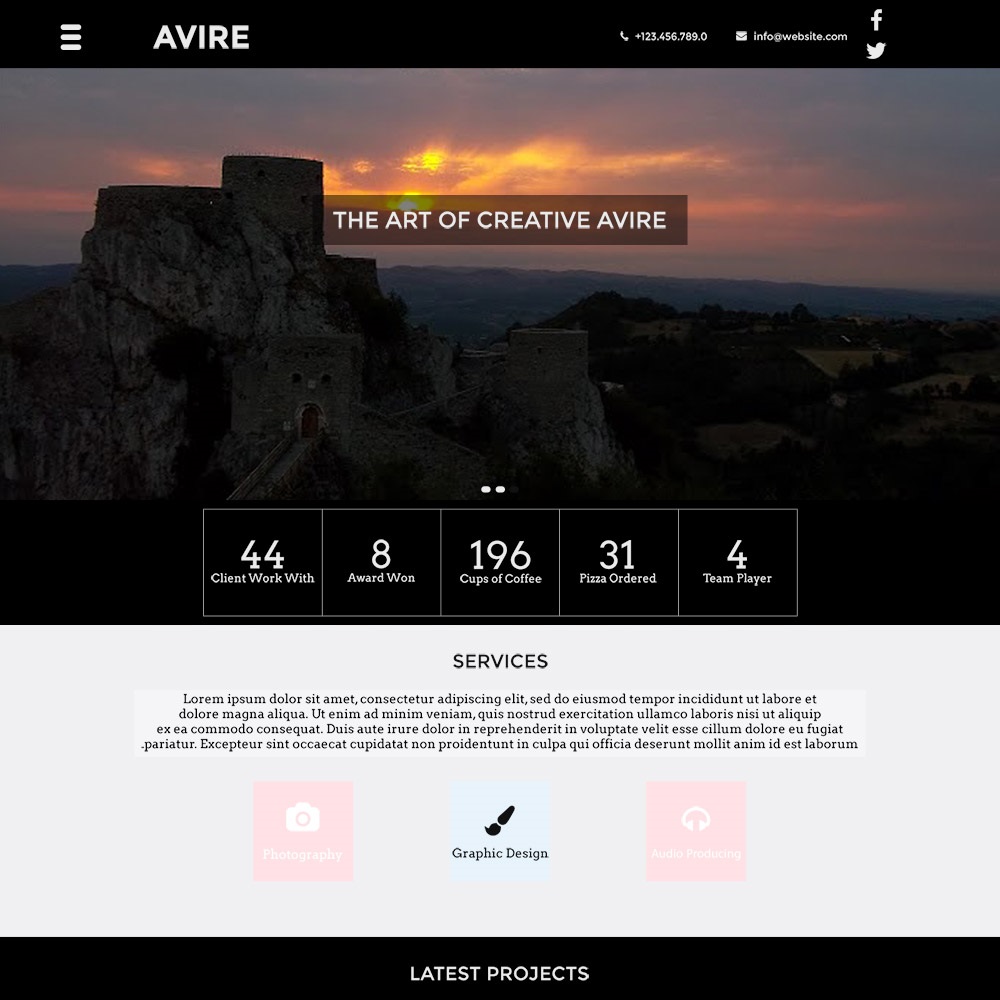 AVIRE
+123.456.789.0
info@website.com
THE ART OF CREATIVE AVIRE
44
Client Work With
8
Award Won
196
Cups of Coffee
31
Pizza Ordered
4
Team Player
SERVICES
Lorem ipsum dolor sit amet, consectetur adipiscing elit, sed do eiusmod tempor incididunt ut labore et
dolore magna aliqua. Ut enim ad minim veniam, quis nostrud exercitation ullamco laboris nisi ut aliquip
ex ea commodo consequat. Duis aute irure dolor in reprehenderit in voluptate velit esse cillum dolore eu fugiat
.pariatur. Excepteur sint occaecat cupidatat non proidentunt in culpa qui officia deserunt mollit anim id est laborum
Photography
Graphic Design
Audio Producing
LATEST PROJECTS